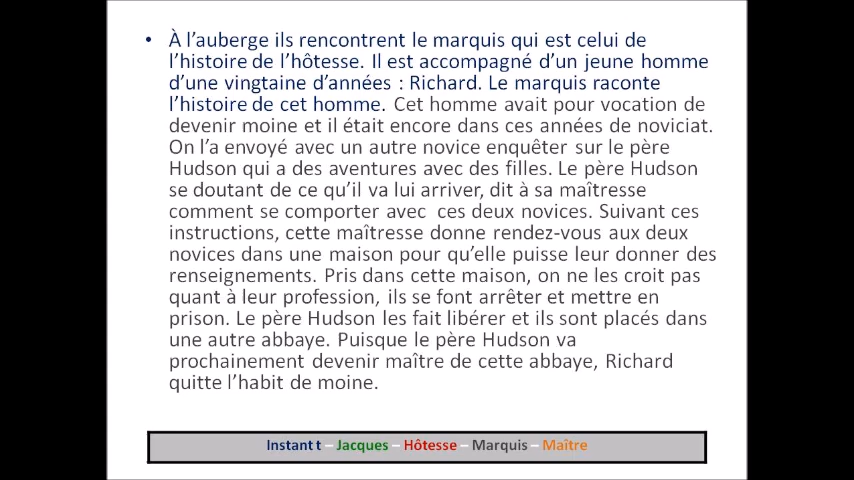 • À l’auberge ils rencontrent le marquis qui est celui de
l’histoire de l’hôtesse. Il est accompagné d’un jeune homme
d’une vingtaine d’années : Richard. Le marquis raconte
l’histoire de cet homme. Cet homme avait pour vocation de
devenir moine et il était encore dans ces années de noviciat.
On l’a envoyé avec un autre novice enquêter sur le père
Hudson qui a des aventures avec des filles. Le père Hudson
se doutant de ce qu’il va lui arriver, dit à sa maîtresse
comment se comporter avec ces deux novices. Suivant ces
instructions, cette maîtresse donne rendez-vous aux deux
novices dans une maison pour qu’elle puisse leur donner des
renseignements. Pris dans cette maison, on ne les croit pas
quant à leur profession, ils se font arrêter et mettre en
prison. Le père Hudson les fait libérer et ils sont placés dans
une autre abbaye. Puisque le père Hudson va
prochainement devenir maître de cette abbaye, Richard
quitte l’habit de moine.
Instant t – Jacques – Hôtesse – Marquis – Maître